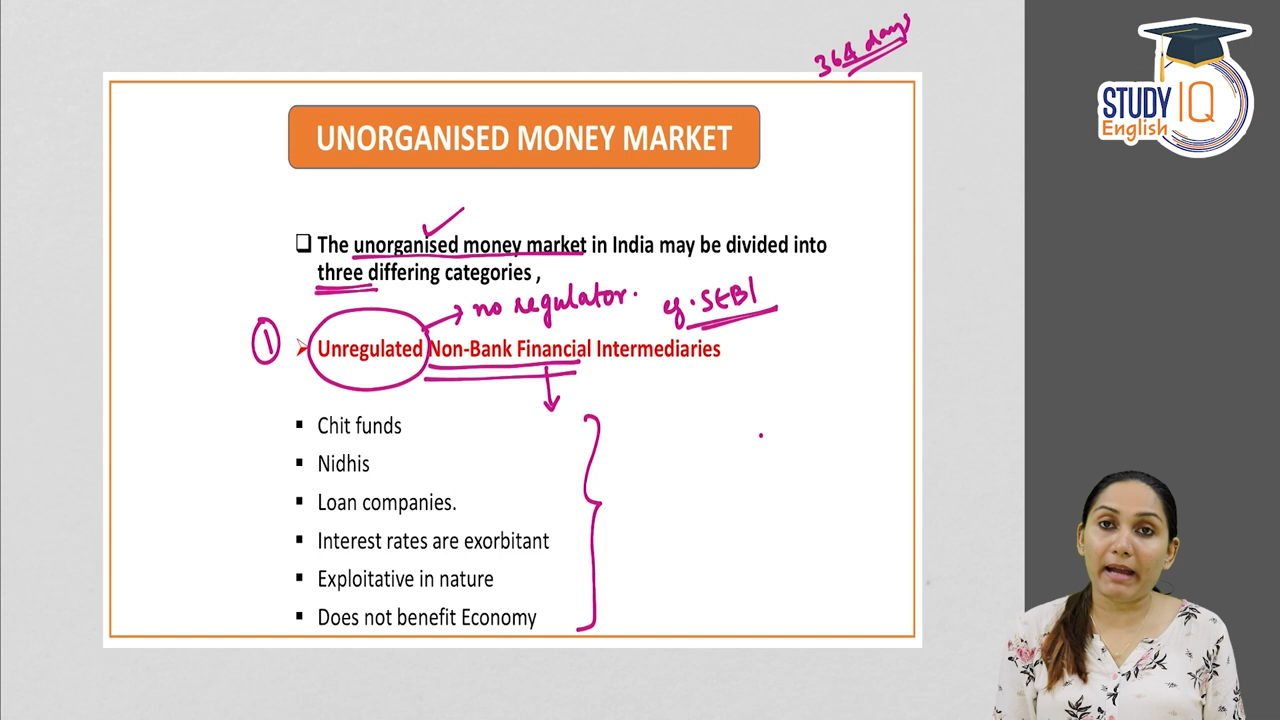 364 days
STUDY IQ
English
UNORGANISED MONEY MARKET
❑ The unorganised money market in India may be divided into
three differing categories ,
→ no regulator. eg. SEBI
① ➢ Unregulated Non-Bank Financial Intermediaries
▪ Chit funds
▪ Nidhis
▪ Loan companies.
▪ Interest rates are exorbitant
▪ Exploitative in nature
▪ Does not benefit Economy